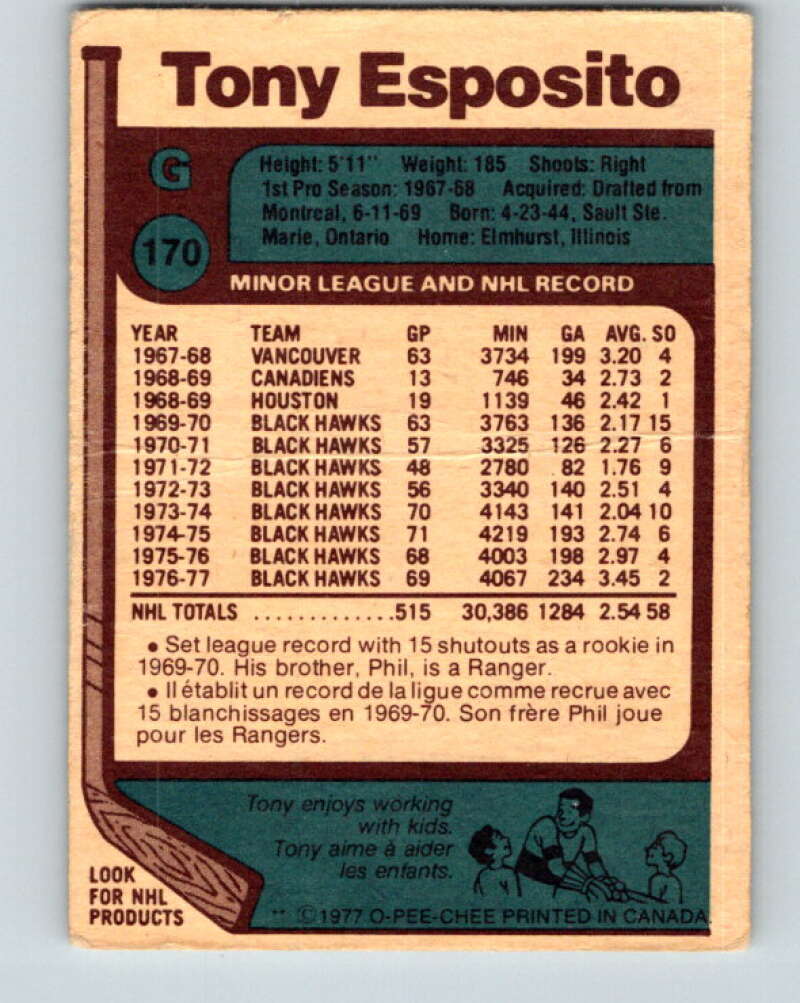 Tony Esposito
G
170
Height: 5'11" Weight: 185 Shoots: Right
1st Pro Season: 1967-68 Acquired: Drafted from
Montreal, 6-11-69 Born: 4-23-44, Sault Ste.
Marie, Ontario Home: Elmhurst, Illinois
MINOR LEAGUE AND NHL RECORD
YEAR TEAM GP MIN GA AVG. SO
1967-68 VANCOUVER 63 3734 199 3.20 4
1968-69 CANADIENS 13 746 34 2.73 2
1968-69 HOUSTON 19 1139 46 2.42 1
1969-70 BLACK HAWKS 63 3763 136 2.17 15
1970-71 BLACK HAWKS 57 3325 126 2.27 6
1971-72 BLACK HAWKS 48 2780 82 1.76 9
1972-73 BLACK HAWKS 56 3340 140 2.51 4
1973-74 BLACK HAWKS 70 4143 141 2.04 10
1974-75 BLACK HAWKS 71 4219 193 2.74 6
1975-76 BLACK HAWKS 68 4003 198 2.97 4
1976-77 BLACK HAWKS 69 4067 234 3.45 2
NHL TOTALS .............515 30,386 1284 2.54 58
• Set league record with 15 shutouts as a rookie in
1969-70. His brother, Phil, is a Ranger.
• Il établit un record de la ligue comme recrue avec
15 blanchissages en 1969-70. Son frère Phil joue
pour les Rangers.
Tony enjoys working
with kids.
Tony aime à aider
les enfants.
LOOK
FOR NHL
PRODUCTS
** ©1977 O-PEE-CHEE PRINTED IN CANADA